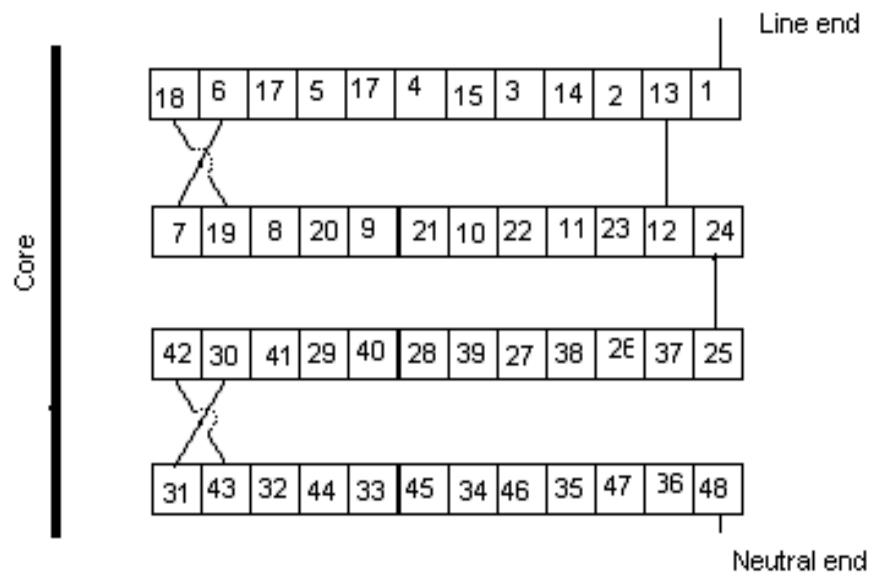 Line end
18 6 17 5 17 4 15 3 14 2 13 1
Core
7 19 8 20 9 21 10 22 11 23 12 24
42 30 41 29 40 28 39 27 38 26 37 25
31 43 32 44 33 45 34 46 35 47 36 48
Neutral end